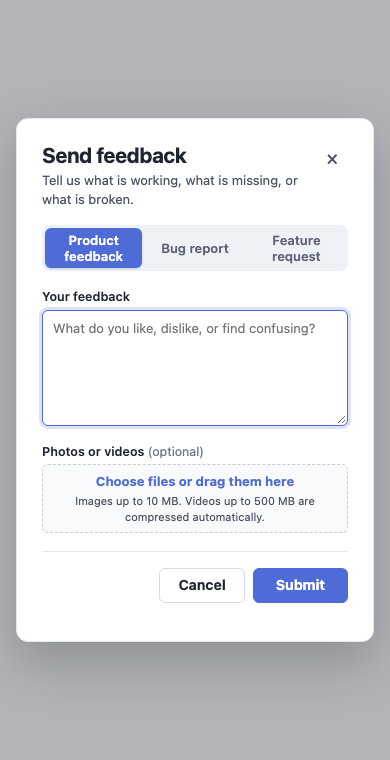 Send feedback
Tell us what is working, what is missing, or
what is broken.
Product
feedback
Bug report
Feature
request
Your feedback
What do you like, dislike, or find confusing?
Photos or videos (optional)
Choose files or drag them here
Images up to 10 MB. Videos up to 500 MB are
compressed automatically.
Cancel
Submit